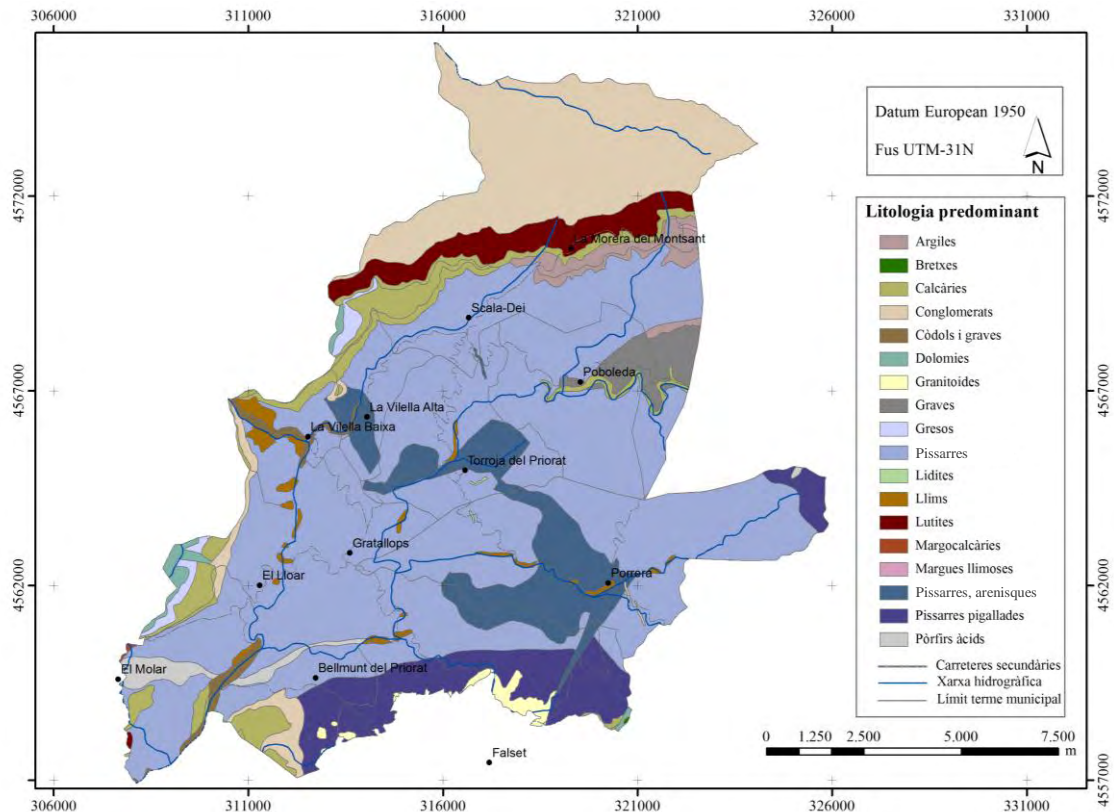 306000 311000 316000 321000 326000 331000
Datum European 1950
Fus UTM-31N
N
4572000 4572000
Litologia predominant
Argiles
Bretxes
Calcàries
Conglomerats
Còdols i graves
Dolomies
Granitoides
Graves
Gresos
Pissarres
Lidites
Llims
Lutites
Margocalcàries
Margues llimoses
Pissarres, arenisques
Pissarres pigallades
Pòrfirs àcids
Carreteres secundàries
Xarxa hidrogràfica
Límit terme municipal
La Morera del Montsant
Scala-Dei
Poboleda
4567000 4567000
La Vilella Alta
La Vilella Baixa
Torroja del Priorat
Gratallops
El Lloar
Porrera
4562000 4562000
El Molar
Bellmunt del Priorat
Falset
0 1.250 2.500 5.000 7.500
m
4557000 4557000
306000 311000 316000 321000 326000 331000